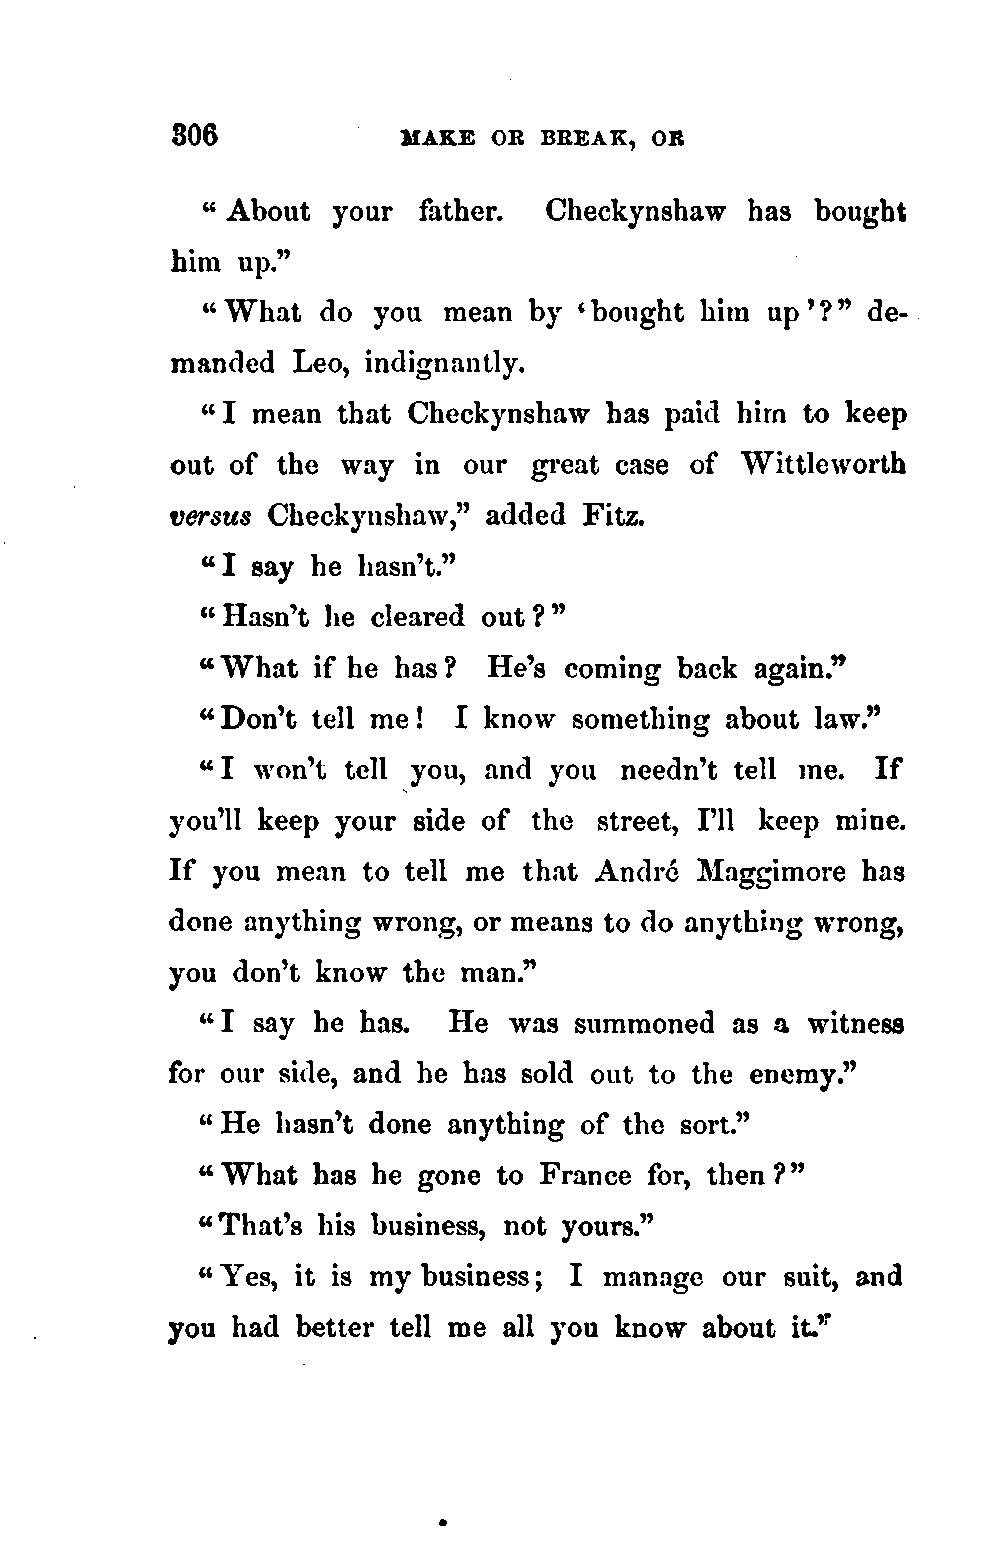 306 MAKE OR BREAK, OR
“About your father. Checkynshaw has bought
him up.”
“What do you mean by ‘bought him up’?” de-
manded Leo, indignantly.
“I mean that Checkynshaw has paid him to keep
out of the way in our great case of Wittleworth
versus Checkynshaw,” added Fitz.
“I say he hasn’t.”
“Hasn’t he cleared out?”
“What if he has? He’s coming back again.”
“Don’t tell me! I know something about law.”
“I won’t tell you, and you needn’t tell me. If
you’ll keep your side of the street, I’ll keep mine.
If you mean to tell me that André Maggimore has
done anything wrong, or means to do anything wrong,
you don’t know the man.”
“I say he has. He was summoned as a witness
for our side, and he has sold out to the enemy.”
“He hasn’t done anything of the sort.”
“What has he gone to France for, then?”
“That’s his business, not yours.”
“Yes, it is my business; I manage our suit, and
you had better tell me all you know about it.”